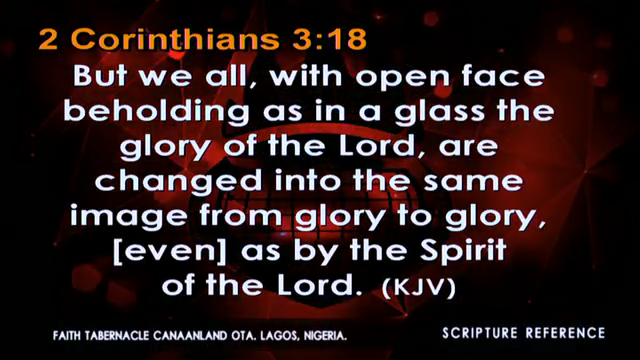 2 Corinthians 3:18
But we all, with open face
beholding as in a glass the
glory of the Lord, are
changed into the same
image from glory to glory,
[even] as by the Spirit
of the Lord. (KJV)
FAITH TABERNACLE CANAANLAND OTA. LAGOS, NIGERIA.
SCRIPTURE REFERENCE